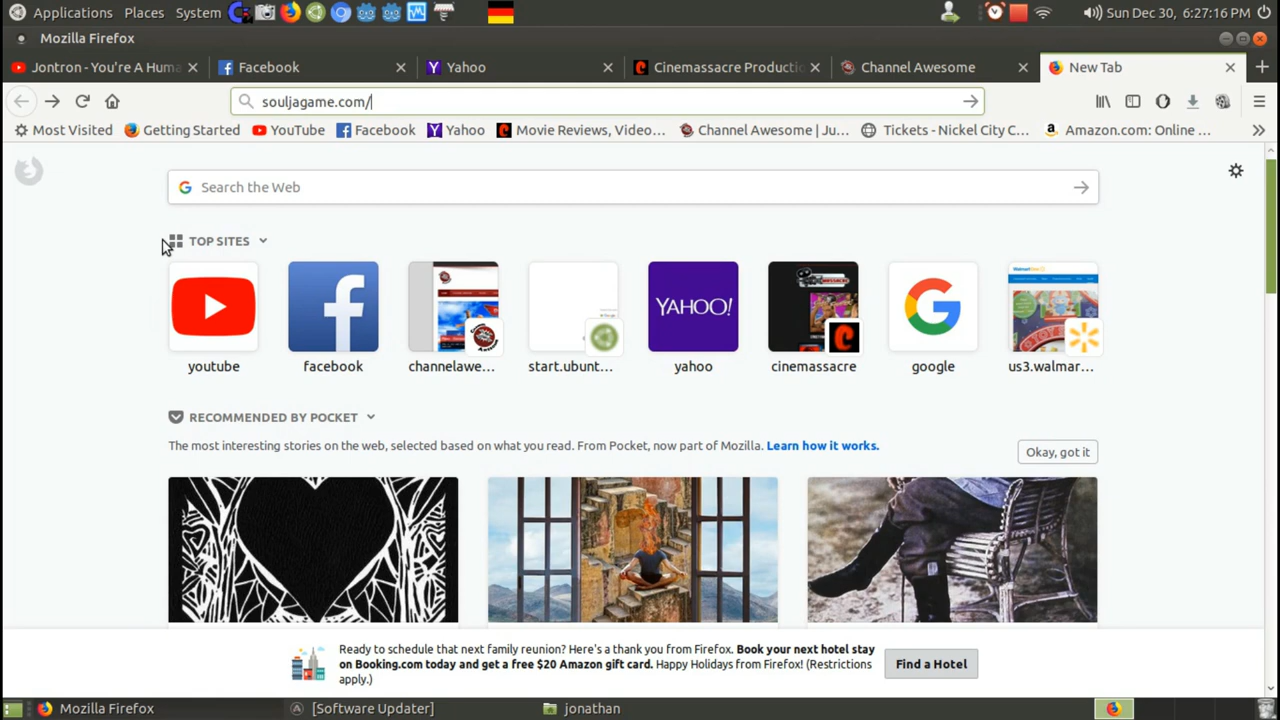 Applications Places System
Sun Dec 30, 6:27:16 PM
Mozilla Firefox
Jontron - You're A Huma
Facebook
Yahoo
Cinemassacre Producti
Channel Awesome
New Tab
souljagame.com/
Most Visited
Getting Started
YouTube
Facebook
Yahoo
Movie Reviews, Video...
Channel Awesome | Ju...
Tickets - Nickel City C...
Amazon.com: Online ...
Search the Web
TOP SITES
YAHOO!
youtube
facebook
channelawe...
start.ubunt...
yahoo
cinemassacre
google
us3.walmar...
RECOMMENDED BY POCKET
The most interesting stories on the web, selected based on what you read. From Pocket, now part of Mozilla. Learn how it works.
Okay, got it
Ready to schedule that next family reunion? Here's a thank you from Firefox. Book your next hotel stay
on Booking.com today and get a free $20 Amazon gift card. Happy Holidays from Firefox! (Restrictions
apply.)
Find a Hotel
Mozilla Firefox
[Software Updater]
jonathan